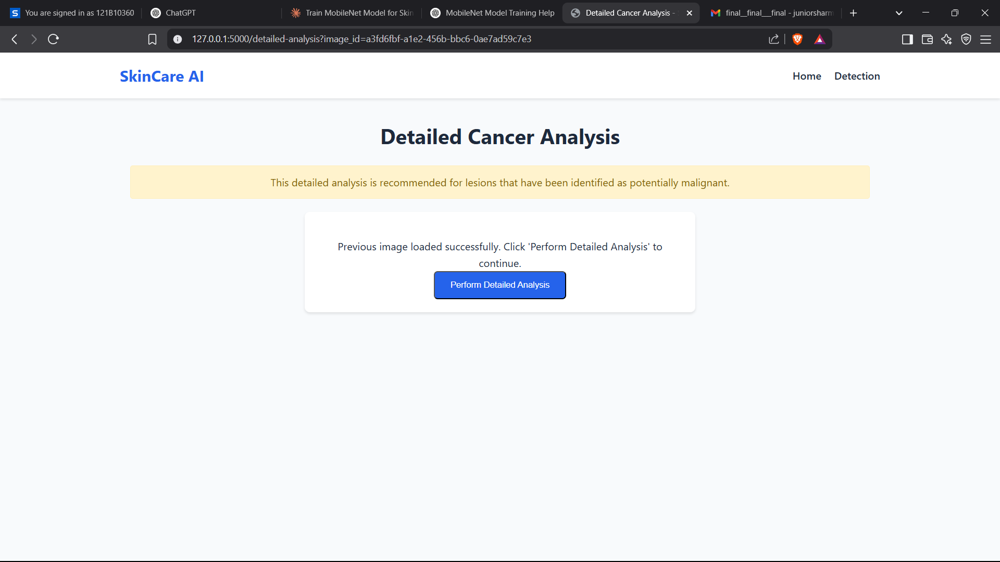 You are signed in as 121B10360
ChatGPT
Train MobileNet Model for Skin
MobileNet Model Training Help
Detailed Cancer Analysis -
final__final___final - juniorsharm
127.0.0.1:5000/detailed-analysis?image_id=a3fd6fbf-a1e2-456b-bbc6-0ae7ad59c7e3
SkinCare AI
Home
Detection
Detailed Cancer Analysis
This detailed analysis is recommended for lesions that have been identified as potentially malignant.
Previous image loaded successfully. Click 'Perform Detailed Analysis' to
continue.
Perform Detailed Analysis